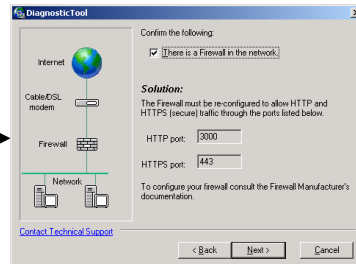 DiagnosticTool
Confirm the following:
There is a Firewall in the network.
Internet
Cable/DSL
modem
Firewall
Network
Solution:
The Firewall must be re-configured to allow HTTP and
HTTPS (secure) traffic through the ports listed below.
HTTP port: 3000
HTTPS port: 443
To configure your firewall consult the Firewall Manufacturer's
documentation.
Contact Technical Support
< Back Next > Cancel